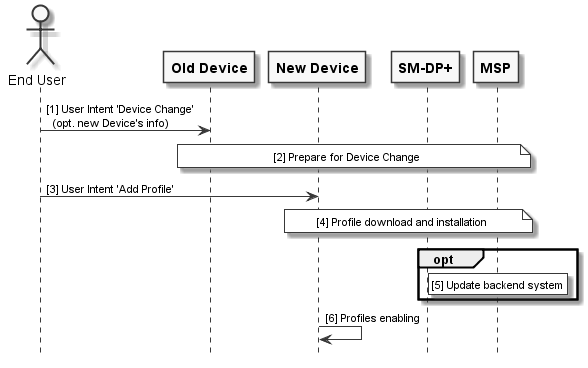 End User
Old Device
New Device
SM-DP+
MSP
[1] User Intent 'Device Change'
(opt. new Device's info)
[2] Prepare for Device Change
[3] User Intent 'Add Profile'
[4] Profile download and installation
opt
[5] Update backend system
[6] Profiles enabling